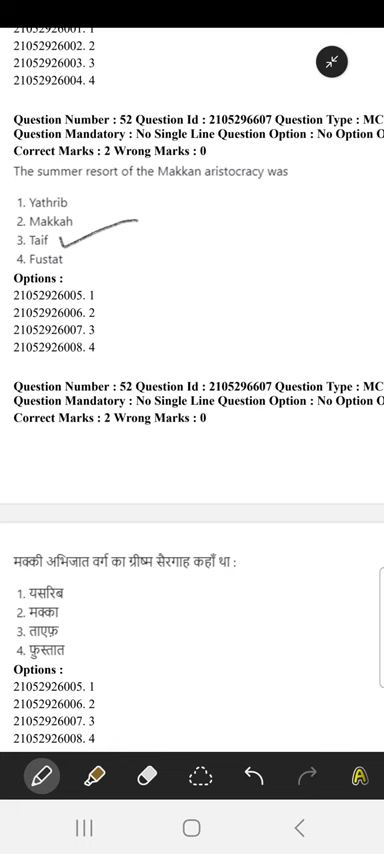 21052926001. 1
21052926002. 2
21052926003. 3
21052926004. 4
Question Number : 52 Question Id : 2105296607 Question Type : MC
Question Mandatory : No Single Line Question Option : No Option O
Correct Marks : 2 Wrong Marks : 0
The summer resort of the Makkan aristocracy was
1. Yathrib
2. Makkah
3. Taif
4. Fustat
Options :
21052926005. 1
21052926006. 2
21052926007. 3
21052926008. 4
Question Number : 52 Question Id : 2105296607 Question Type : MC
Question Mandatory : No Single Line Question Option : No Option O
Correct Marks : 2 Wrong Marks : 0
मक्की अभिजात वर्ग का ग्रीष्म सैरगाह कहाँ था :
1. यसरिब
2. मक्का
3. ताएफ़
4. फ़ुस्तात
Options :
21052926005. 1
21052926006. 2
21052926007. 3
21052926008. 4